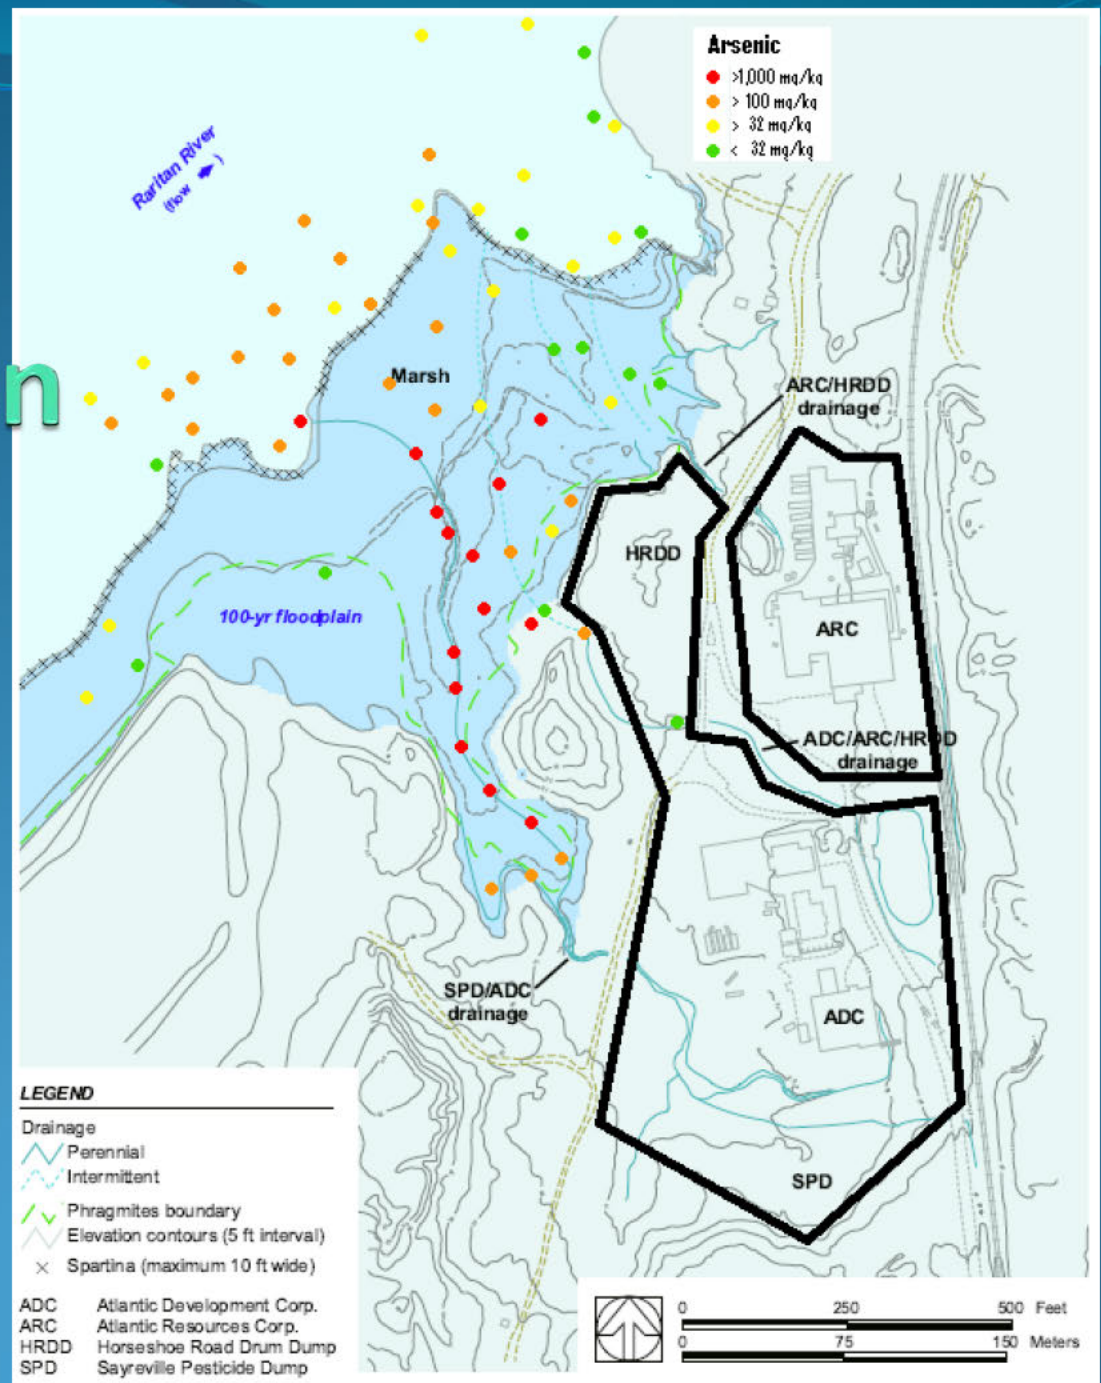 Arsenic
>1,000 mg/kg
> 100 mg/kg
> 32 mg/kg
< 32 mg/kg
Raritan River
(flow )
n
Marsh
ARC/HRDD
drainage
HRDD
ARC
100-yr floodplain
ADC/ARC/HRDD
drainage
SPD/ADC
drainage
ADC
SPD
LEGEND
Drainage
Perennial
Intermittent
Phragmites boundary
Elevation contours (5 ft interval)
Spartina (maximum 10 ft wide)
ADC Atlantic Development Corp.
ARC Atlantic Resources Corp.
HRDD Horseshoe Road Drum Dump
SPD Sayreville Pesticide Dump
0 250 500 Feet
0 75 150 Meters